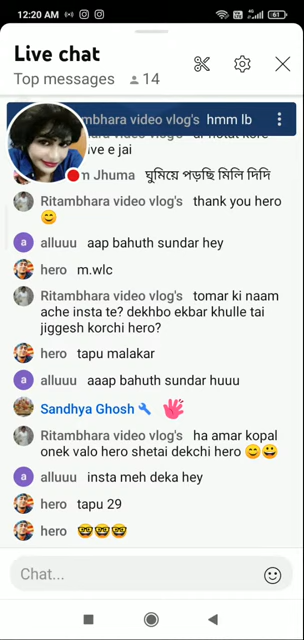 12:20 AM
61
Live chat
Top messages 14
mbhara video vlog's hmm lb
ive e jai
m Jhuma ঘুমিয়ে পড়ছি মিলি দিদি
Ritambhara video vlog's thank you hero
😊
a alluuu aap bahuth sundar hey
hero m.wlc
Ritambhara video vlog's tomar ki naam
ache insta te? dekhbo ekbar khulle tai
jiggesh korchi hero?
hero tapu malakar
a alluuu aaap bahuth sundar huuu
Sandhya Ghosh
Ritambhara video vlog's ha amar kopal
onek valo hero shetai dekchi hero 😊😀
a alluuu insta meh deka hey
hero tapu 29
hero 🤓🤓🤓
Chat...